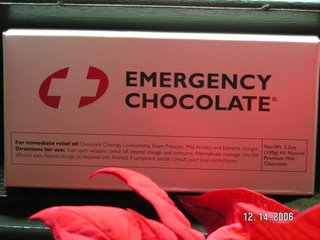 EMERGENCY
CHOCOLATE®
For immediate relief of: Chocolate Cravings, Lovesickness, Exam Pressure, Mild Anxiety and Extreme Hunger.
Directions for use: Tear open wrapper, break off desired dosage, and consume. Alternatively massage into the
affected area. Repeat dosage as required until finished. If symptoms persist consult your local confectioner.
Net Wt. 3.5oz
(100g) All Natural
Premium Milk
Chocolate
12.14.2006